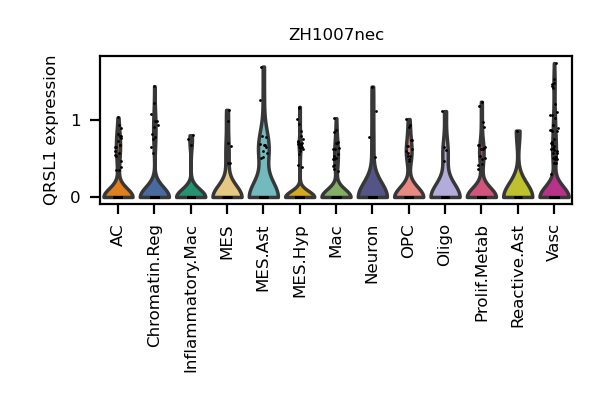 ZH1007nec
QRSL1 expression
1
0
AC
Chromatin.Reg
Inflammatory.Mac
MES
MES.Ast
MES.Hyp
Mac
Neuron
OPC
Oligo
Prolif.Metab
Reactive.Ast
Vasc